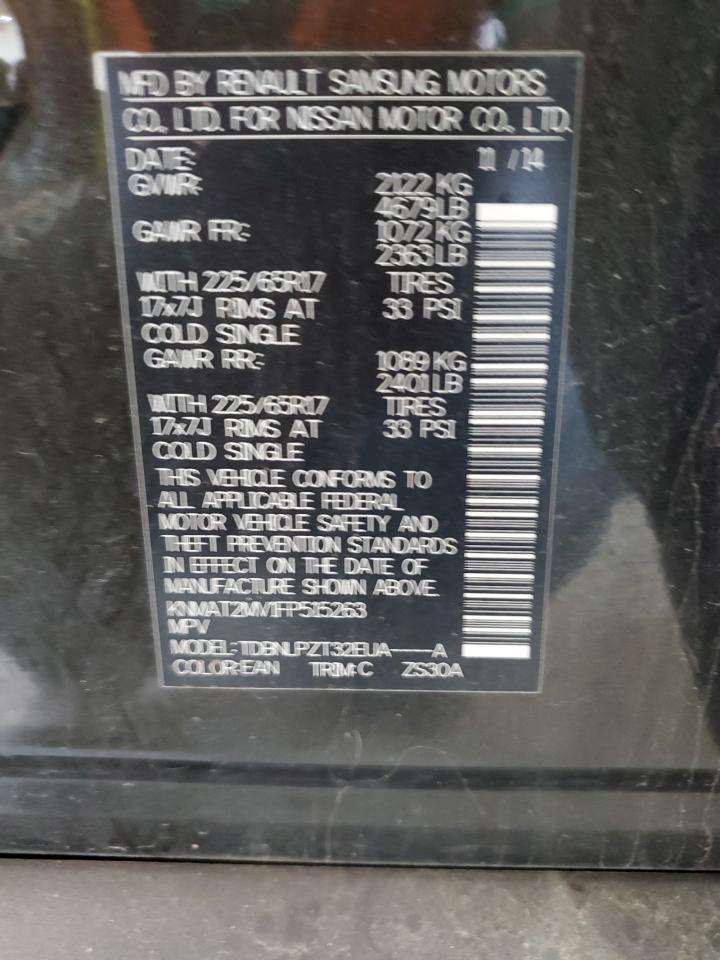 MFD BY RENAULT SAMSUNG MOTORS
CO., LTD. FOR NISSAN MOTOR CO., LTD.
DATE: 11 / 14
GVWR: 2122 KG
4679 LB
GAWR FR: 1072 KG
2363 LB
WITH 225/65R17 TIRES
17x7J RIMS AT 33 PSI
COLD SINGLE
GAWR RR: 1089 KG
2401 LB
WITH 225/65R17 TIRES
17x7J RIMS AT 33 PSI
COLD SINGLE
THIS VEHICLE CONFORMS TO
ALL APPLICABLE FEDERAL
MOTOR VEHICLE SAFETY AND
THEFT PREVENTION STANDARDS
IN EFFECT ON THE DATE OF
MANUFACTURE SHOWN ABOVE.
KNMAT2MV1FP515263
MPV
MODEL: TDBNLPZT32EUA-----A
COLOR:EAN TRIM:C ZS30A